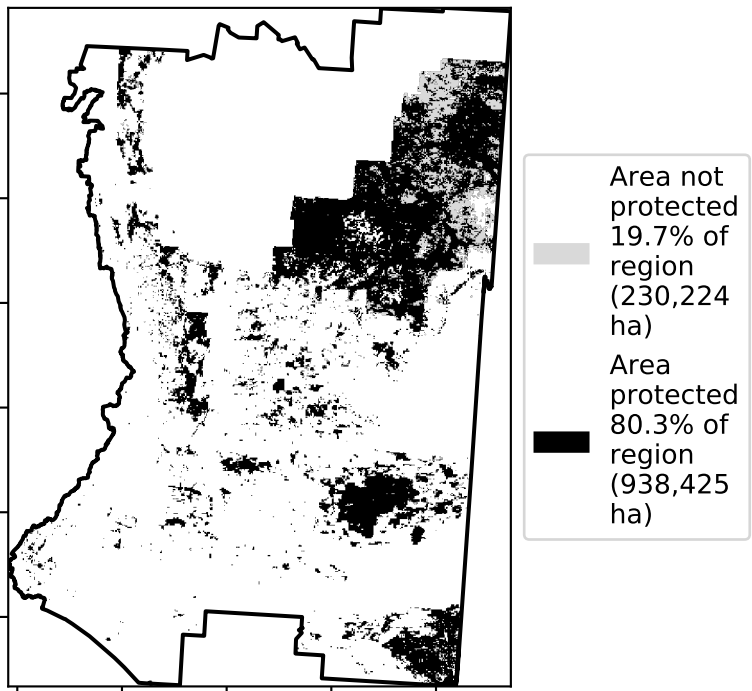 Area not
protected
19.7% of
region
(230,224
ha)
Area
protected
80.3% of
region
(938,425
ha)